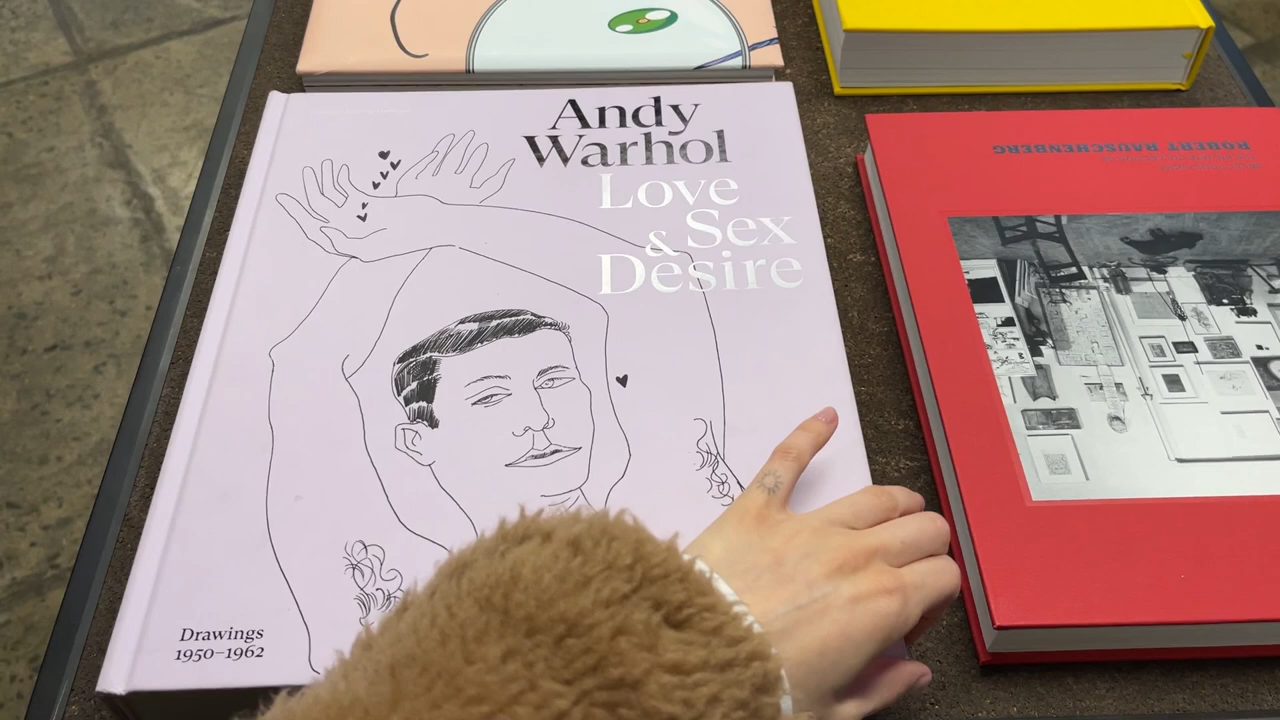 Andy
Warhol
Love
& Sex
Desire
Drawings
1950–1962
ROBERT RAUSCHENBERG